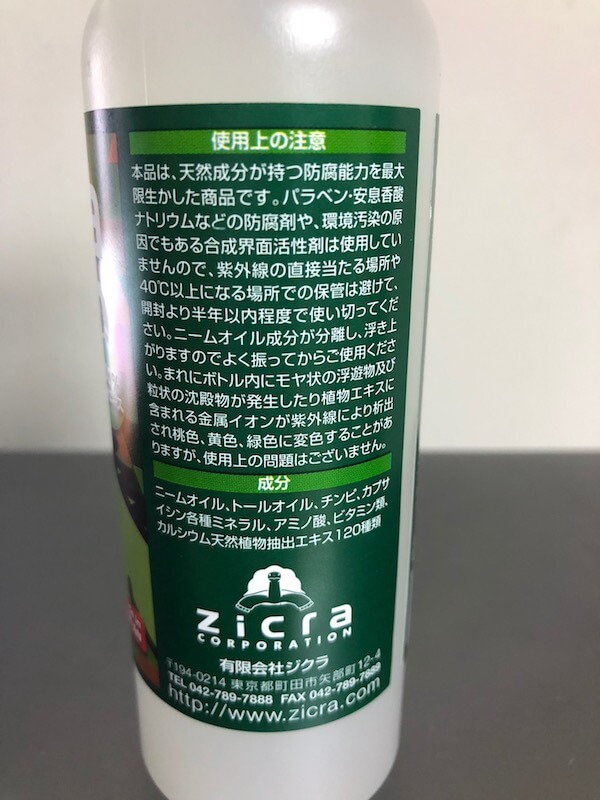 使用上の注意
本品は、天然成分が持つ防腐能力を最大
限生かした商品です。パラベン・安息香酸
ナトリウムなどの防腐剤や、環境汚染の原
因でもある合成界面活性剤は使用してい
ませんので、紫外線の直接当たる場所や
40℃以上になる場所での保管は避けて、
開封より半年以内程度で使い切ってくだ
さい。ニームオイル成分が分離し、浮き上
がりますのでよく振ってからご使用くださ
い。まれにボトル内にモヤ状の浮遊物及び
粒状の沈殿物が発生したり植物エキスに
含まれる金属イオンが紫外線により析出
され桃色、黄色、緑色に変色することがあ
りますが、使用上の問題はございません。
成分
ニームオイル、トールオイル、チンピ、カプサ
イシン各種ミネラル、アミノ酸、ビタミン類、
カルシウム天然植物抽出エキス120種類
zicra
CORPORATION
有限会社ジクラ
〒194-0214 東京都町田市矢部町12-4
TEL 042-789-7888 FAX 042-789-7889
http://www.zicra.com